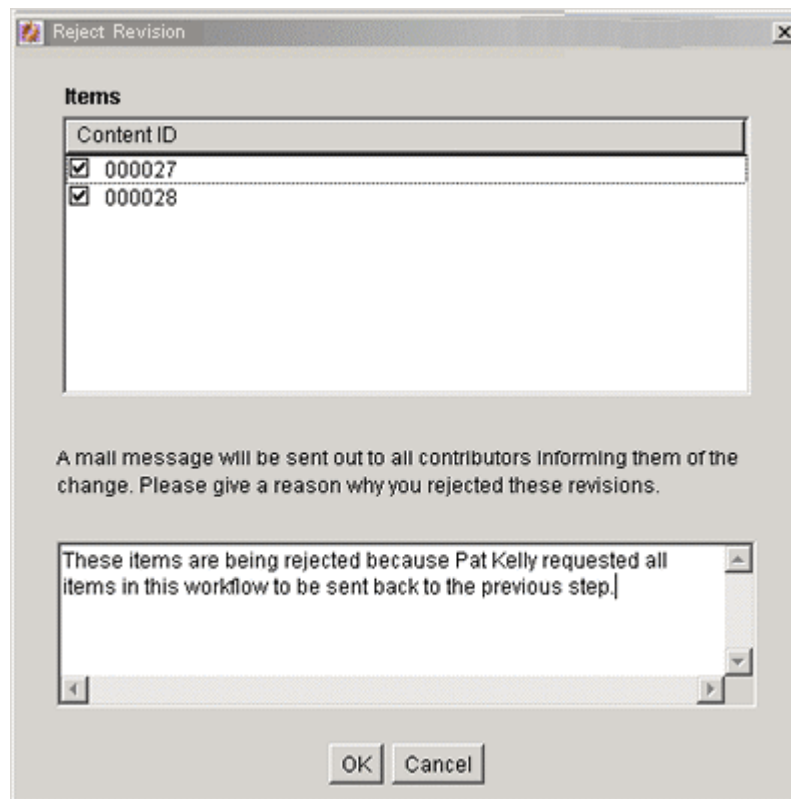 Reject Revision
Items
Content ID
000027
000028
A mail message will be sent out to all contributors informing them of the
change. Please give a reason why you rejected these revisions.
These items are being rejected because Pat Kelly requested all
items in this workflow to be sent back to the previous step.
OK Cancel